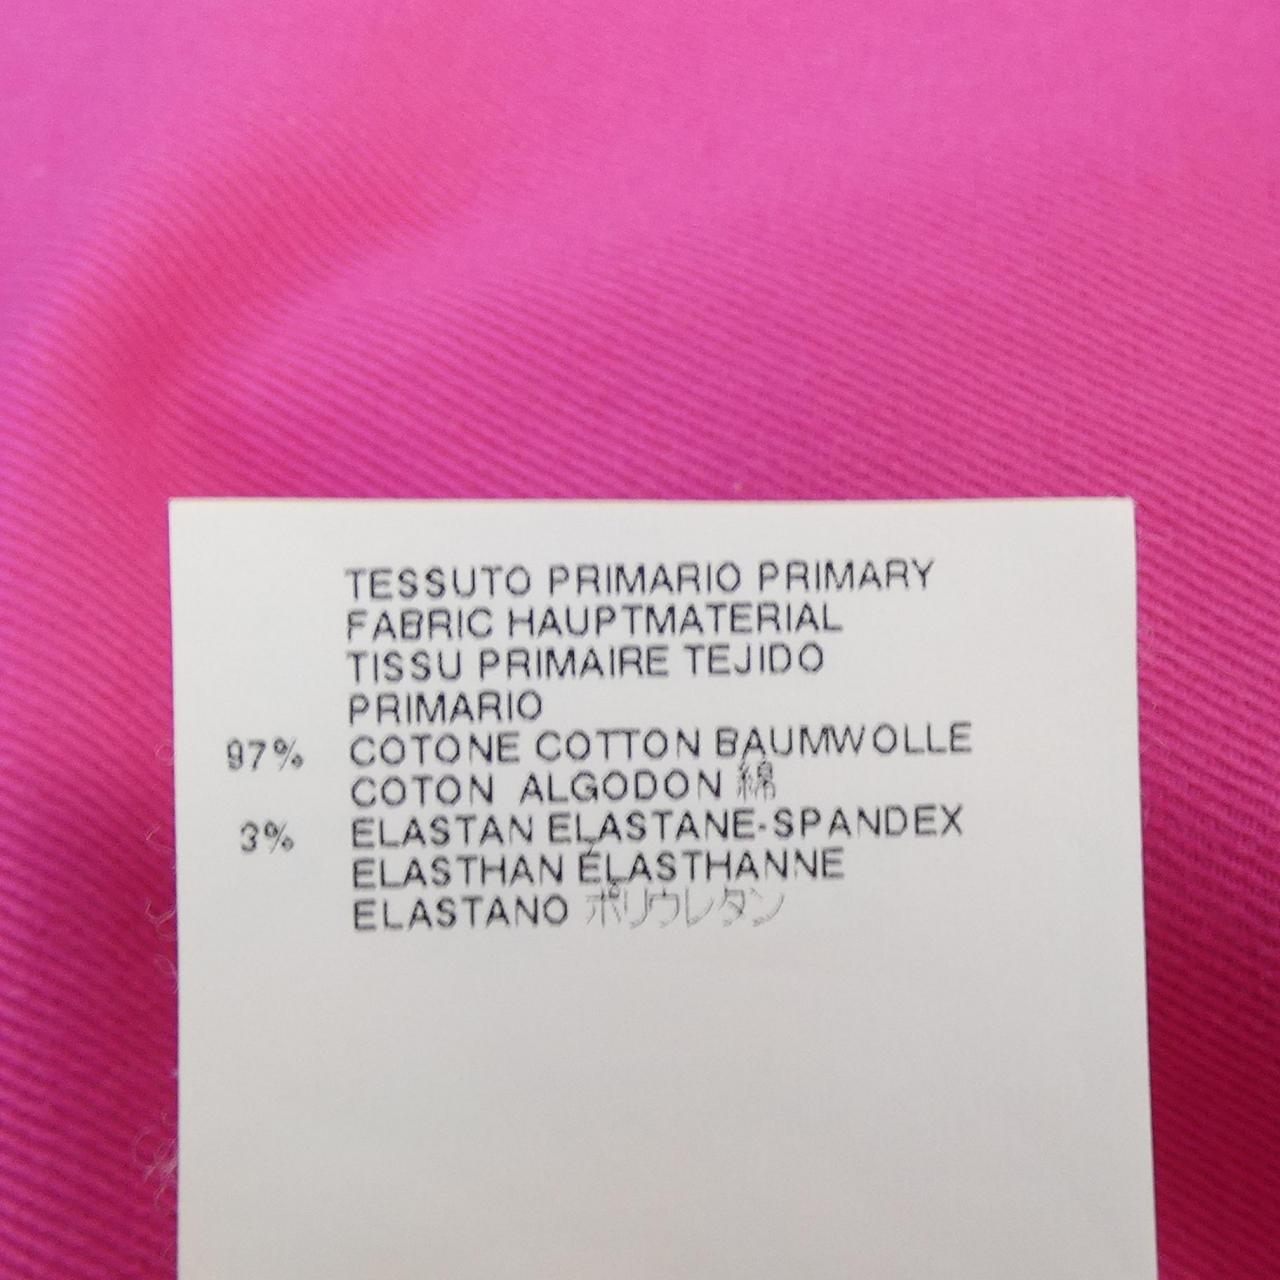 TESSUTO PRIMARIO PRIMARY
FABRIC HAUPTMATERIAL
TISSU PRIMAIRE TEJIDO
PRIMARIO
97% COTONE COTTON BAUMWOLLE
COTON ALGODON 綿
3% ELASTAN ELASTANE-SPANDEX
ELASTHAN ÉLASTHANNE
ELASTANO ポリウレタン